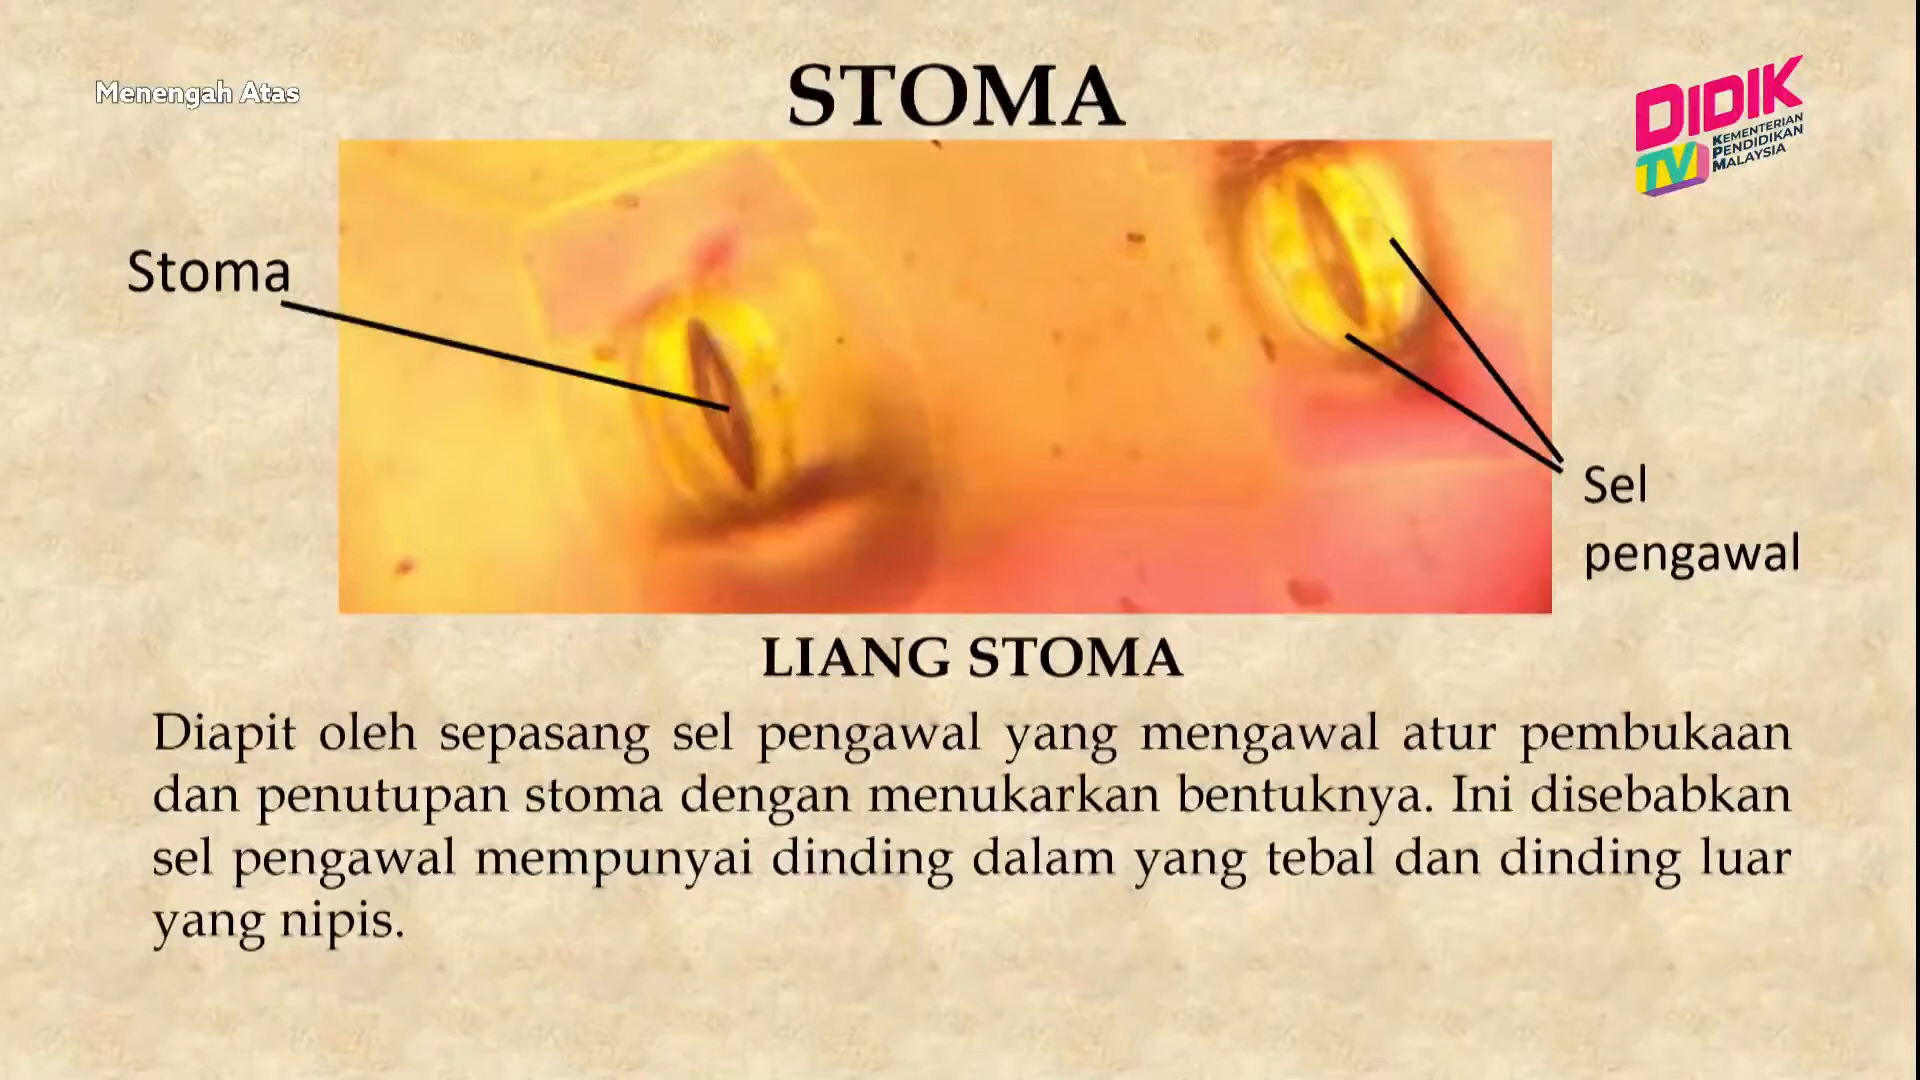 Menengah Atas
STOMA
DIDIK
TV
KEMENTERIAN
PENDIDIKAN
MALAYSIA
Stoma
Sel
pengawal
LIANG STOMA
Diapit oleh sepasang sel pengawal yang mengawal atur pembukaan
dan penutupan stoma dengan menukarkan bentuknya. Ini disebabkan
sel pengawal mempunyai dinding dalam yang tebal dan dinding luar
yang nipis.